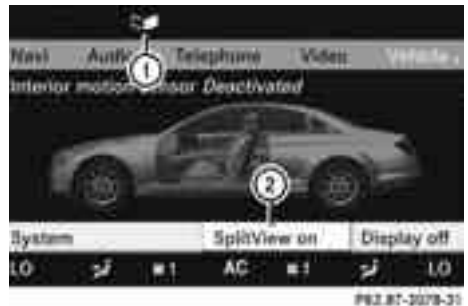 Navi Audio Telephone Video Vehicle
1
Interior motion sensor Deactivated
2
System SplitView on Display off
LO 1 AC 1 LO
P82.87-3078-31